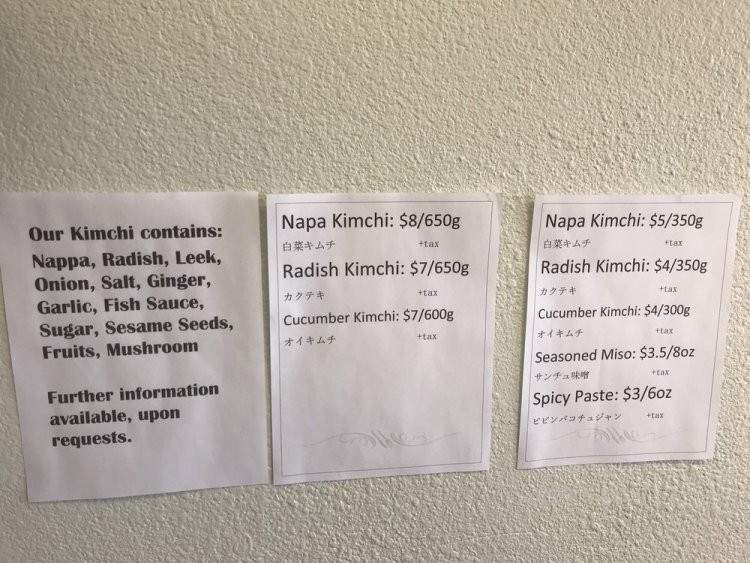 Our Kimchi contains:
Nappa, Radish, Leek,
Onion, Salt, Ginger,
Garlic, Fish Sauce,
Sugar, Sesame Seeds,
Fruits, Mushroom
Further information
available, upon
requests.
Napa Kimchi: $8/650g
白菜キムチ +tax
Radish Kimchi: $7/650g
カクテキ +tax
Cucumber Kimchi: $7/600g
オイキムチ +tax
Napa Kimchi: $5/350g
白菜キムチ +tax
Radish Kimchi: $4/350g
カクテキ +tax
Cucumber Kimchi: $4/300g
オイキムチ +tax
Seasoned Miso: $3.5/8oz
サンチュ味噌 +tax
Spicy Paste: $3/6oz
ビビンバコチュジャン +tax